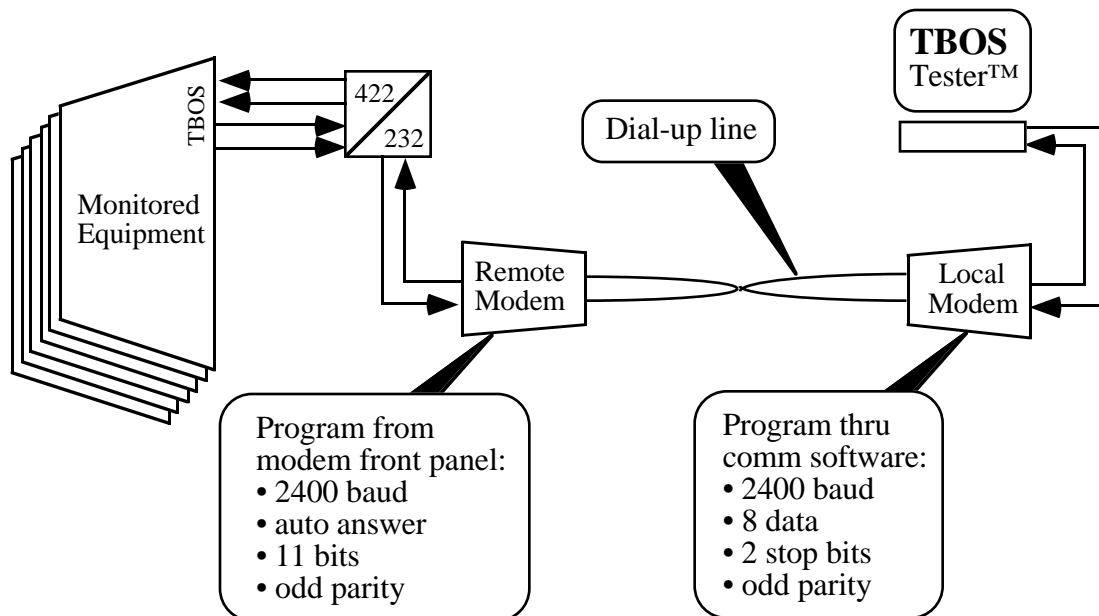 TBOS
Tester™
TBOS
422
232
Dial-up line
Monitored
Equipment
Remote
Modem
Local
Modem
Program from
modem front panel:
• 2400 baud
• auto answer
• 11 bits
• odd parity
Program thru
comm software:
• 2400 baud
• 8 data
• 2 stop bits
• odd parity